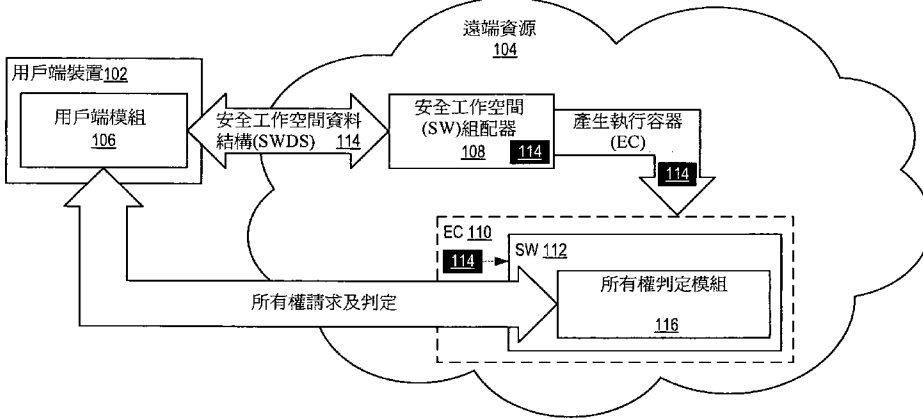 遠端資源
104
用戶端裝置102
用戶端模組
106
安全工作空間資料
結構(SWDS) 114
安全工作空間
(SW)組配器
108
114
產生執行容器
(EC)
114
EC 110
114
SW 112
所有權判定模組
116
所有權請求及判定